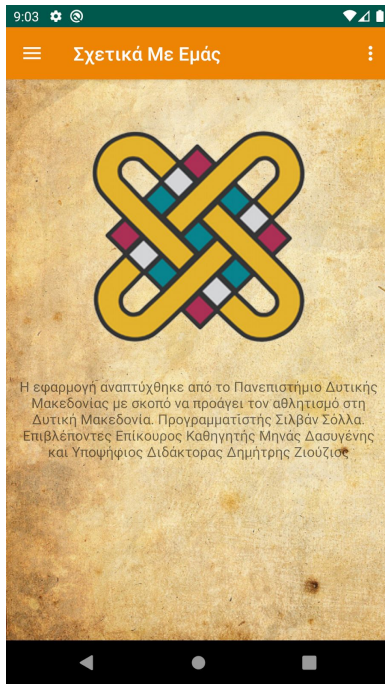 9:03
Σχετικά Με Εμάς
Η εφαρμογή αναπτύχθηκε από το Πανεπιστήμιο Δυτικής
Μακεδονίας με σκοπό να προάγει τον αθλητισμό στη
Δυτική Μακεδονία. Προγραμματιστής Σιλβάν Σόλλα.
Επιβλέποντες Επίκουρος Καθηγητής Μηνάς Δασυγένης
και Υποψήφιος Διδάκτορας Δημήτρης Ζιούζιος